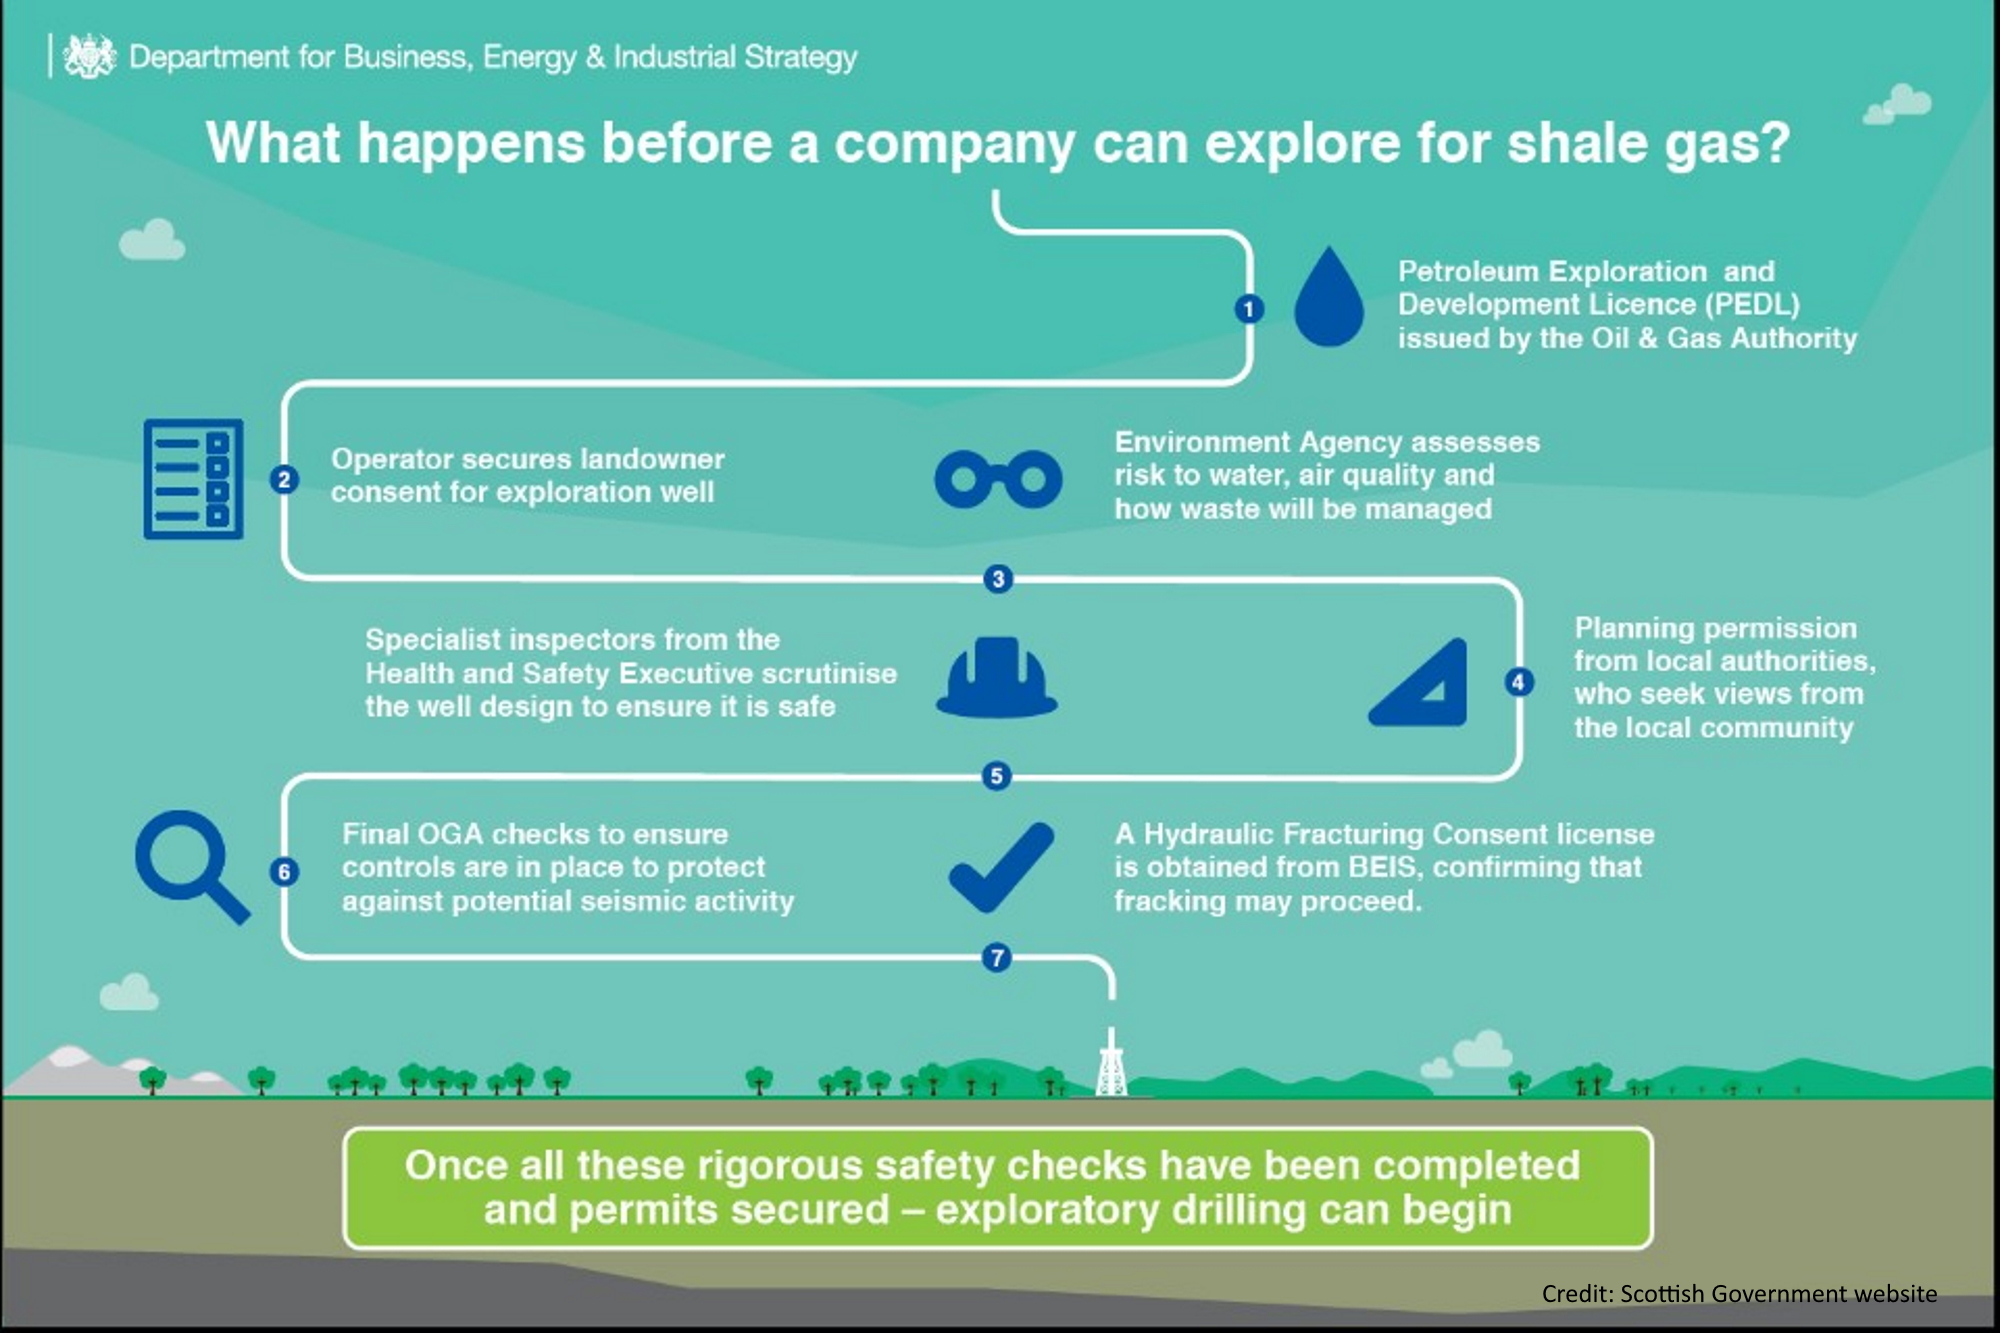 Department for Business, Energy & Industrial Strategy
What happens before a company can explore for shale gas?
1
Petroleum Exploration and
Development Licence (PEDL)
issued by the Oil & Gas Authority
2
Operator secures landowner
consent for exploration well
Environment Agency assesses
risk to water, air quality and
how waste will be managed
3
Planning permission
from local authorities,
who seek views from
the local community
4
Specialist inspectors from the
Health and Safety Executive scrutinise
the well design to ensure it is safe
5
6
Final OGA checks to ensure
controls are in place to protect
against potential seismic activity
A Hydraulic Fracturing Consent license
is obtained from BEIS, confirming that
fracking may proceed.
7
Once all these rigorous safety checks have been completed
and permits secured – exploratory drilling can begin
Credit: Scottish Government website